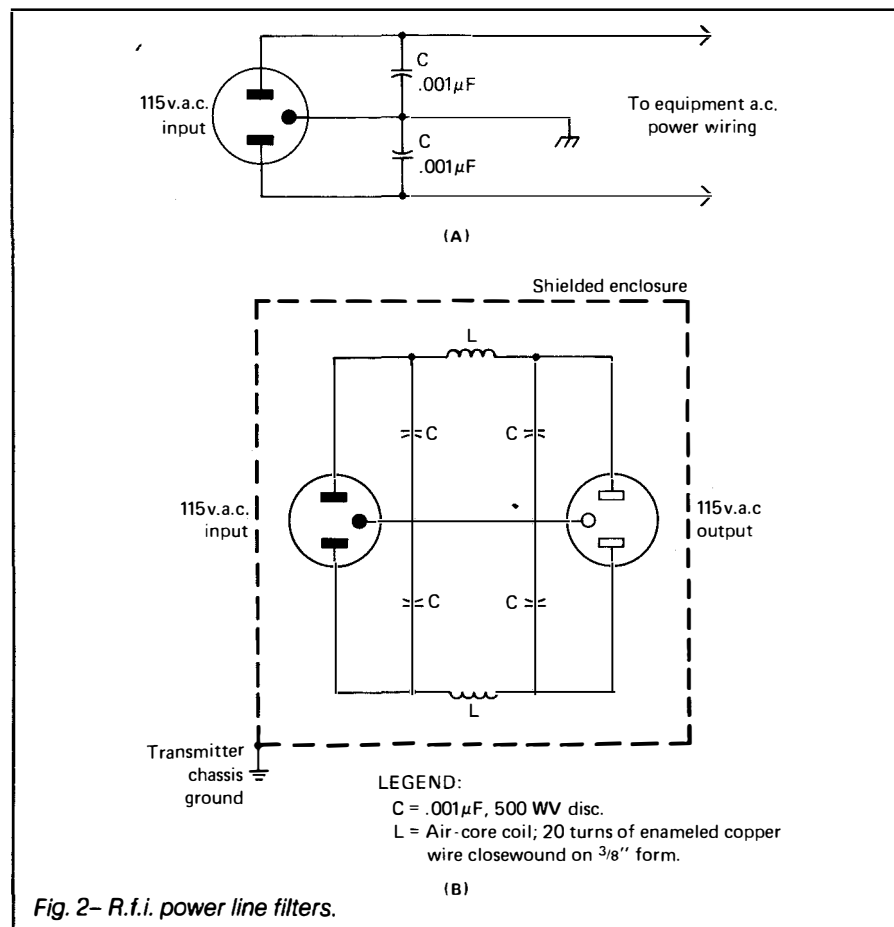 C
.001μF
115v.a.c.
input
To equipment a.c.
power wiring
C
.001μF
(A)
Shielded enclosure
L
C
C
115v.a.c.
input
115v.a.c
output
C
C
L
Transmitter
chassis
ground
LEGEND:
C = .001μF, 500 WV disc.
L = Air-core coil; 20 turns of enameled copper
wire closewound on 3/8" form.
(B)
Fig. 2– R.f.i. power line filters.